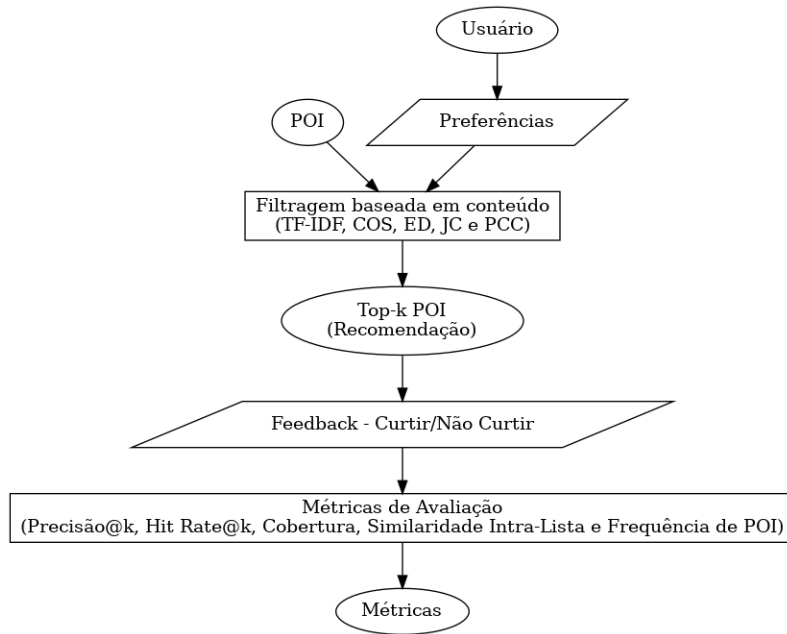 Usuário
POI
Preferências
Filtragem baseada em conteúdo
(TF-IDF, COS, ED, JC e PCC)
Top-k POI
(Recomendação)
Feedback - Curtir/Não Curtir
Métricas de Avaliação
(Precisão@k, Hit Rate@k, Cobertura, Similaridade Intra-Lista e Frequência de POI)
Métricas